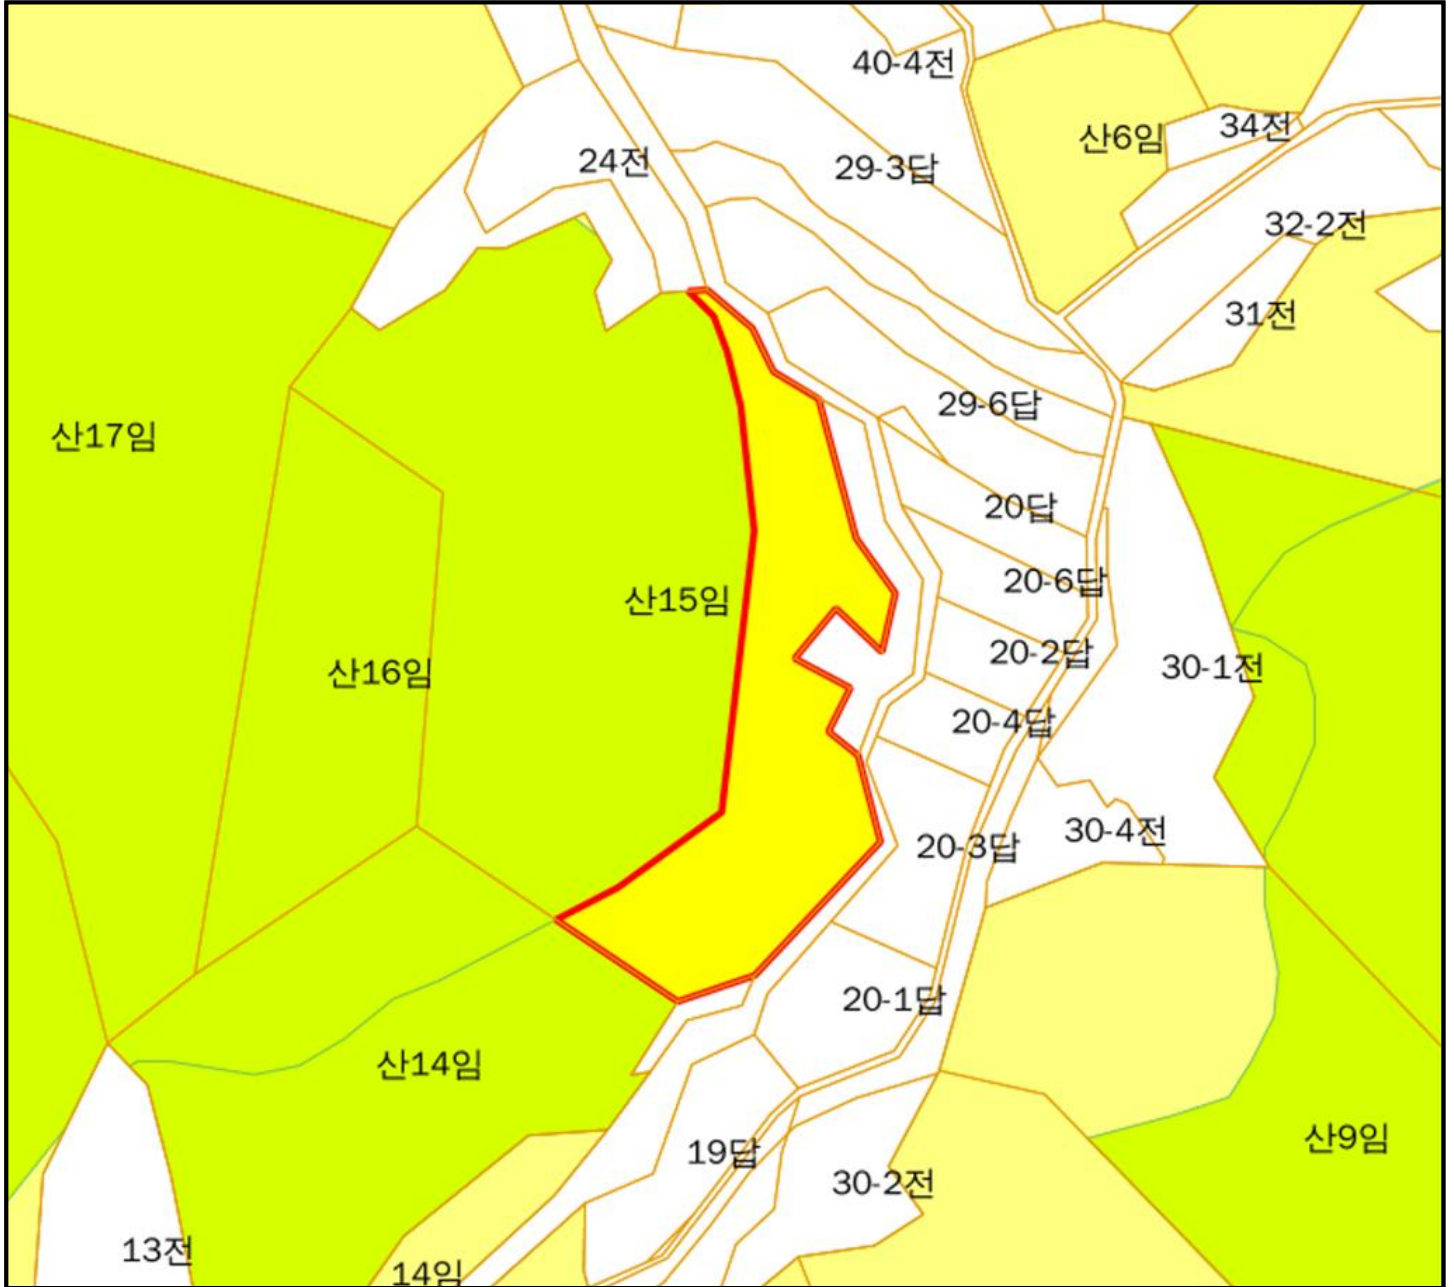 40-4전
34전
산6임
24전
29-3답
32-2전
31전
29-6답
산17임
20답
20-6답
산15임
20-2답
30-1전
산16임
20-4답
30-4전
20-3답
20-1답
산14임
산9임
19답
30-2전
13전
14임